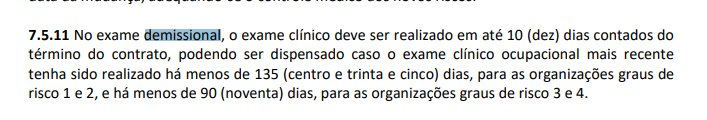 7.5.11 No exame demissional, o exame clínico deve ser realizado em até 10 (dez) dias contados do
término do contrato, podendo ser dispensado caso o exame clínico ocupacional mais recente
tenha sido realizado há menos de 135 (centro e trinta e cinco) dias, para as organizações graus de
risco 1 e 2, e há menos de 90 (noventa) dias, para as organizações graus de risco 3 e 4.